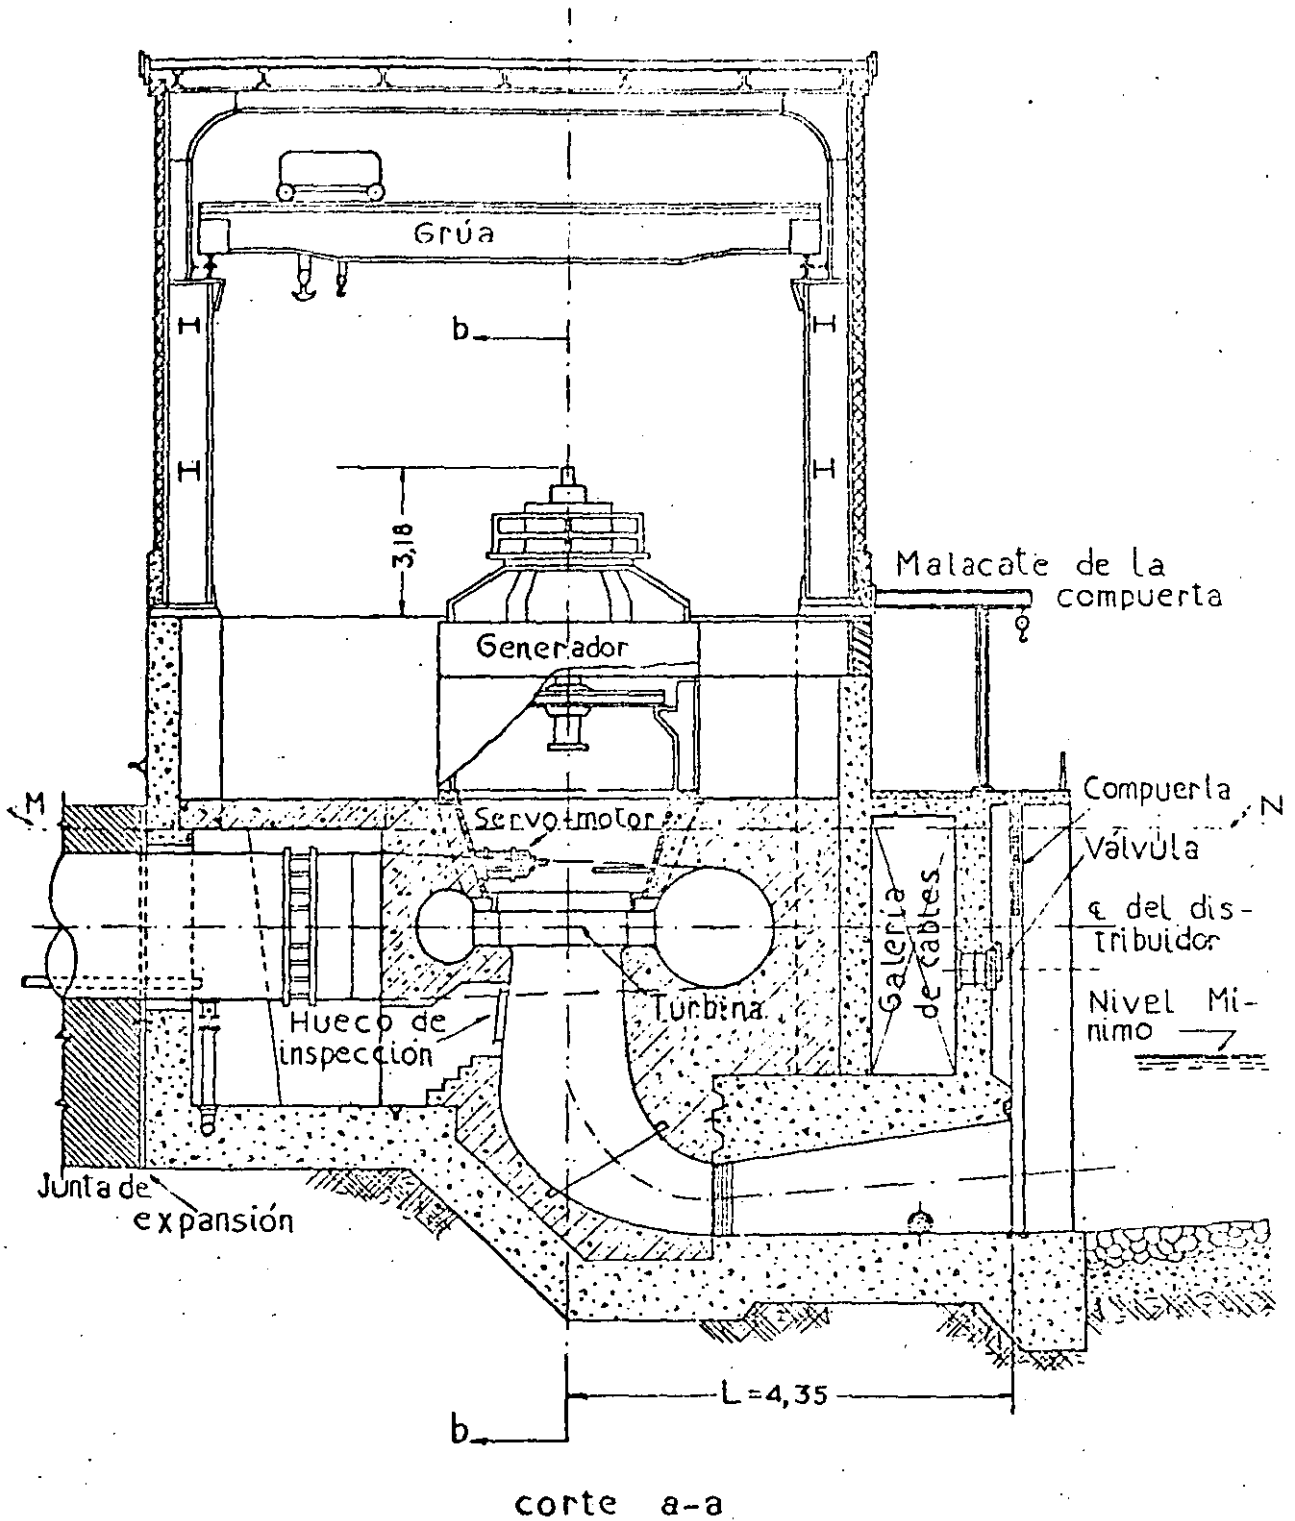 Grúa
b
3,18
Malacate de la
compuerta
Generador
M
Servo-motor
Compuerta
N
Válvula
Galería
de cables
℄ del dis-
tribuidor
Turbina
Nivel Mí-
nimo
Hueco de
inspección
Junta de
expansión
L=4,35
b
corte a-a